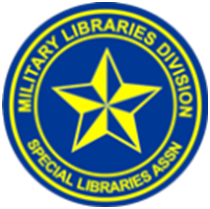 MILITARY LIBRARIES DIVISION
SPECIAL LIBRARIES ASSN